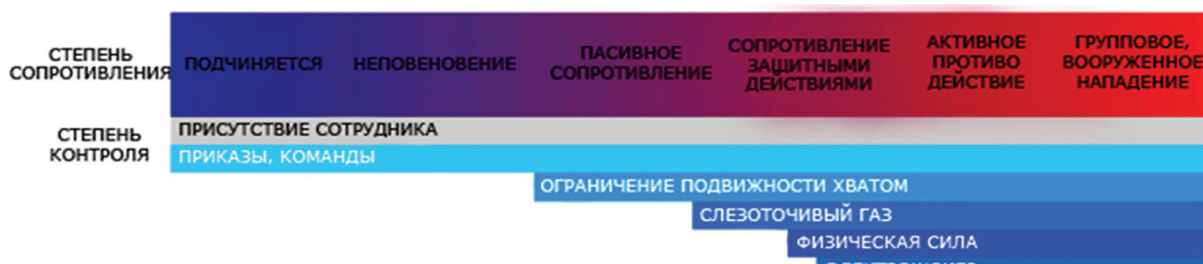 СТЕПЕНЬ
СОПРОТИВЛЕНИЯ
ПОДЧИНЯЕТСЯ
НЕПОВЕНОВЕНИЕ
ПАСИВНОЕ
СОПРОТИВЛЕНИЕ
СОПРОТИВЛЕНИЕ
ЗАЩИТНЫМИ
ДЕЙСТВИЯМИ
АКТИВНОЕ
ПРОТИВО
ДЕЙСТВИЕ
ГРУППОВОЕ,
ВООРУЖЕННОЕ
НАПАДЕНИЕ
СТЕПЕНЬ
КОНТРОЛЯ
ПРИСУТСТВИЕ СОТРУДНИКА
ПРИКАЗЫ, КОМАНДЫ
ОГРАНИЧЕНИЕ ПОДВИЖНОСТИ ХВАТОМ
СЛЕЗОТОЧИВЫЙ ГАЗ
ФИЗИЧЕСКАЯ СИЛА